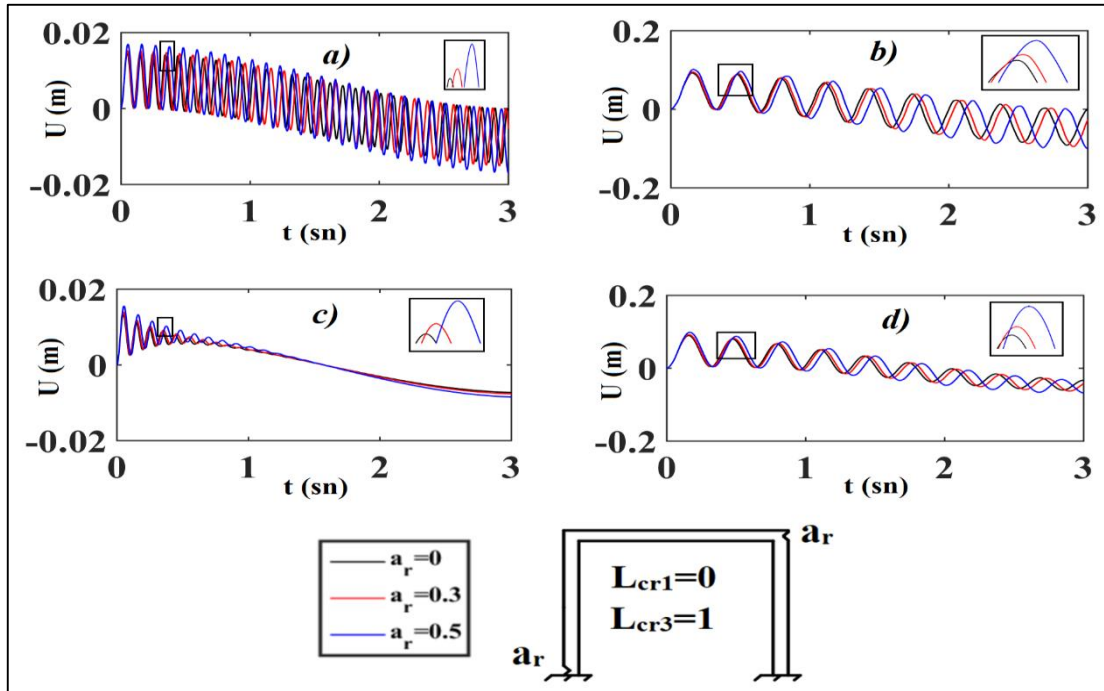 a)
0.02
0
-0.02
U (m)
0 1 2 3
t (sn)
b)
0.2
0
-0.2
U (m)
0 1 2 3
t (sn)
c)
0.02
0
-0.02
U (m)
0 1 2 3
t (sn)
d)
0.2
0
-0.2
U (m)
0 1 2 3
t (sn)
a_r=0
a_r=0.3
a_r=0.5
a_r
L_cr1=0
L_cr3=1
a_r